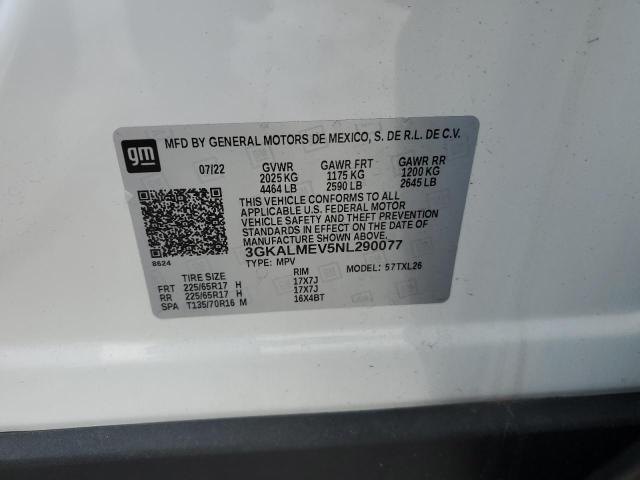 gm
MFD BY GENERAL MOTORS DE MEXICO, S. DE R.L. DE C.V.
07/22 GVWR GAWR FRT GAWR RR
2025 KG 1175 KG 1200 KG
4464 LB 2590 LB 2645 LB
THIS VEHICLE CONFORMS TO ALL
APPLICABLE U.S. FEDERAL MOTOR
VEHICLE SAFETY AND THEFT PREVENTION
STANDARDS IN EFFECT ON THE DATE OF
MANUFACTURE SHOWN ABOVE.
3GKALMEV5NL290077
8624 TYPE: MPV MODEL: 57TXL26
TIRE SIZE RIM
FRT 225/65R17 H 17X7J
RR 225/65R17 H 17X7J
SPA T135/70R16 M 16X4BT